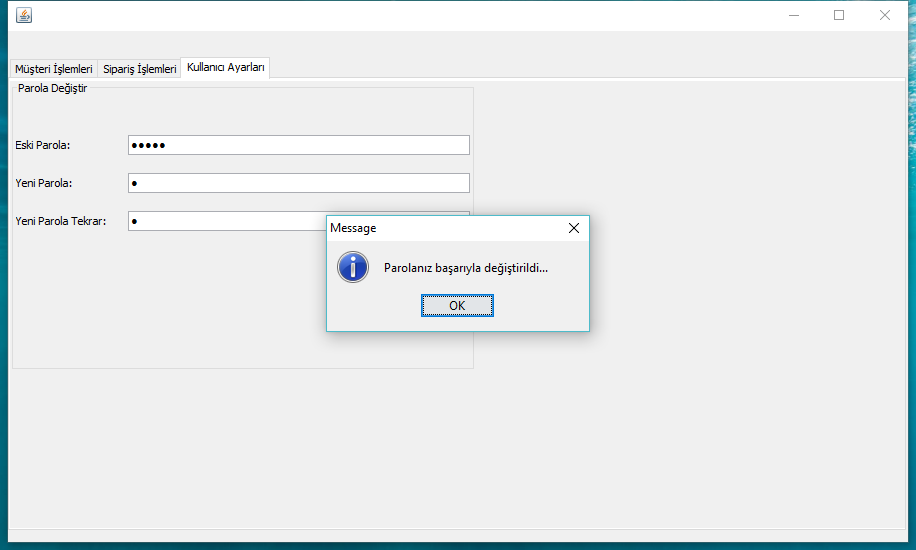 Müşteri İşlemleri Sipariş İşlemleri Kullanıcı Ayarları
Parola Değiştir
Eski Parola: •••••
Yeni Parola: •
Yeni Parola Tekrar: •
Message
Parolanız başarıyla değiştirildi...
OK